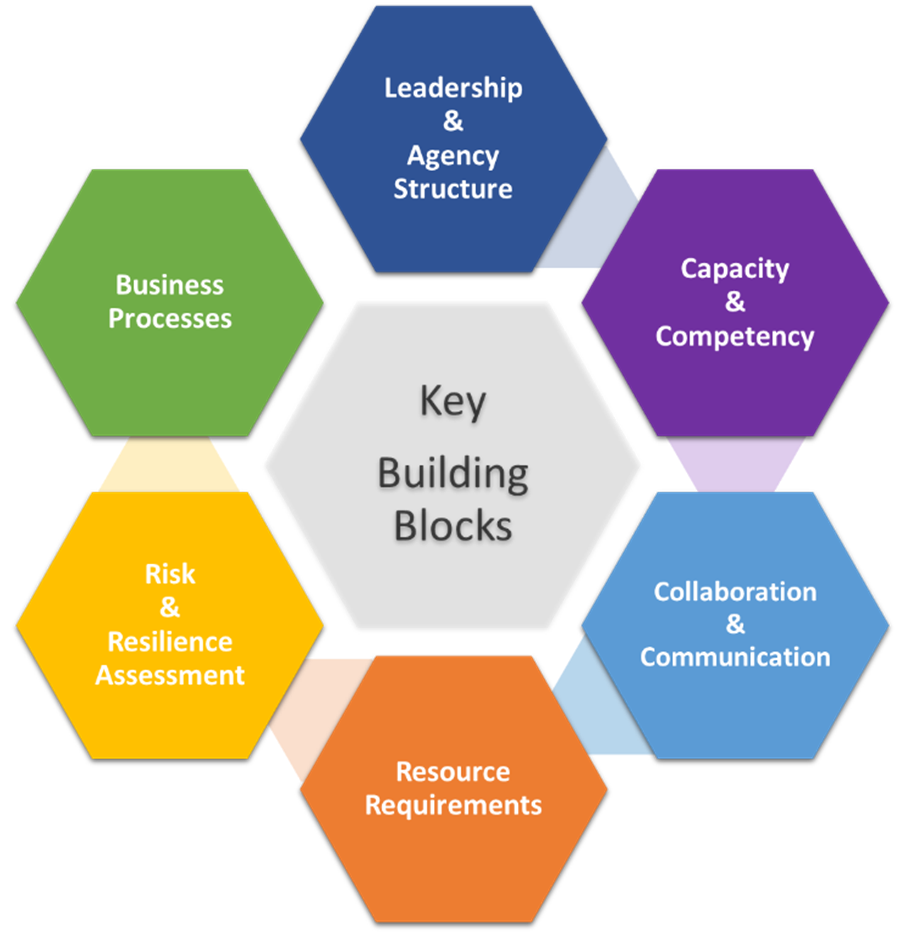 Leadership
&
Agency
Structure
Capacity
&
Competency
Collaboration
&
Communication
Resource
Requirements
Risk
&
Resilience
Assessment
Business
Processes
Key
Building
Blocks